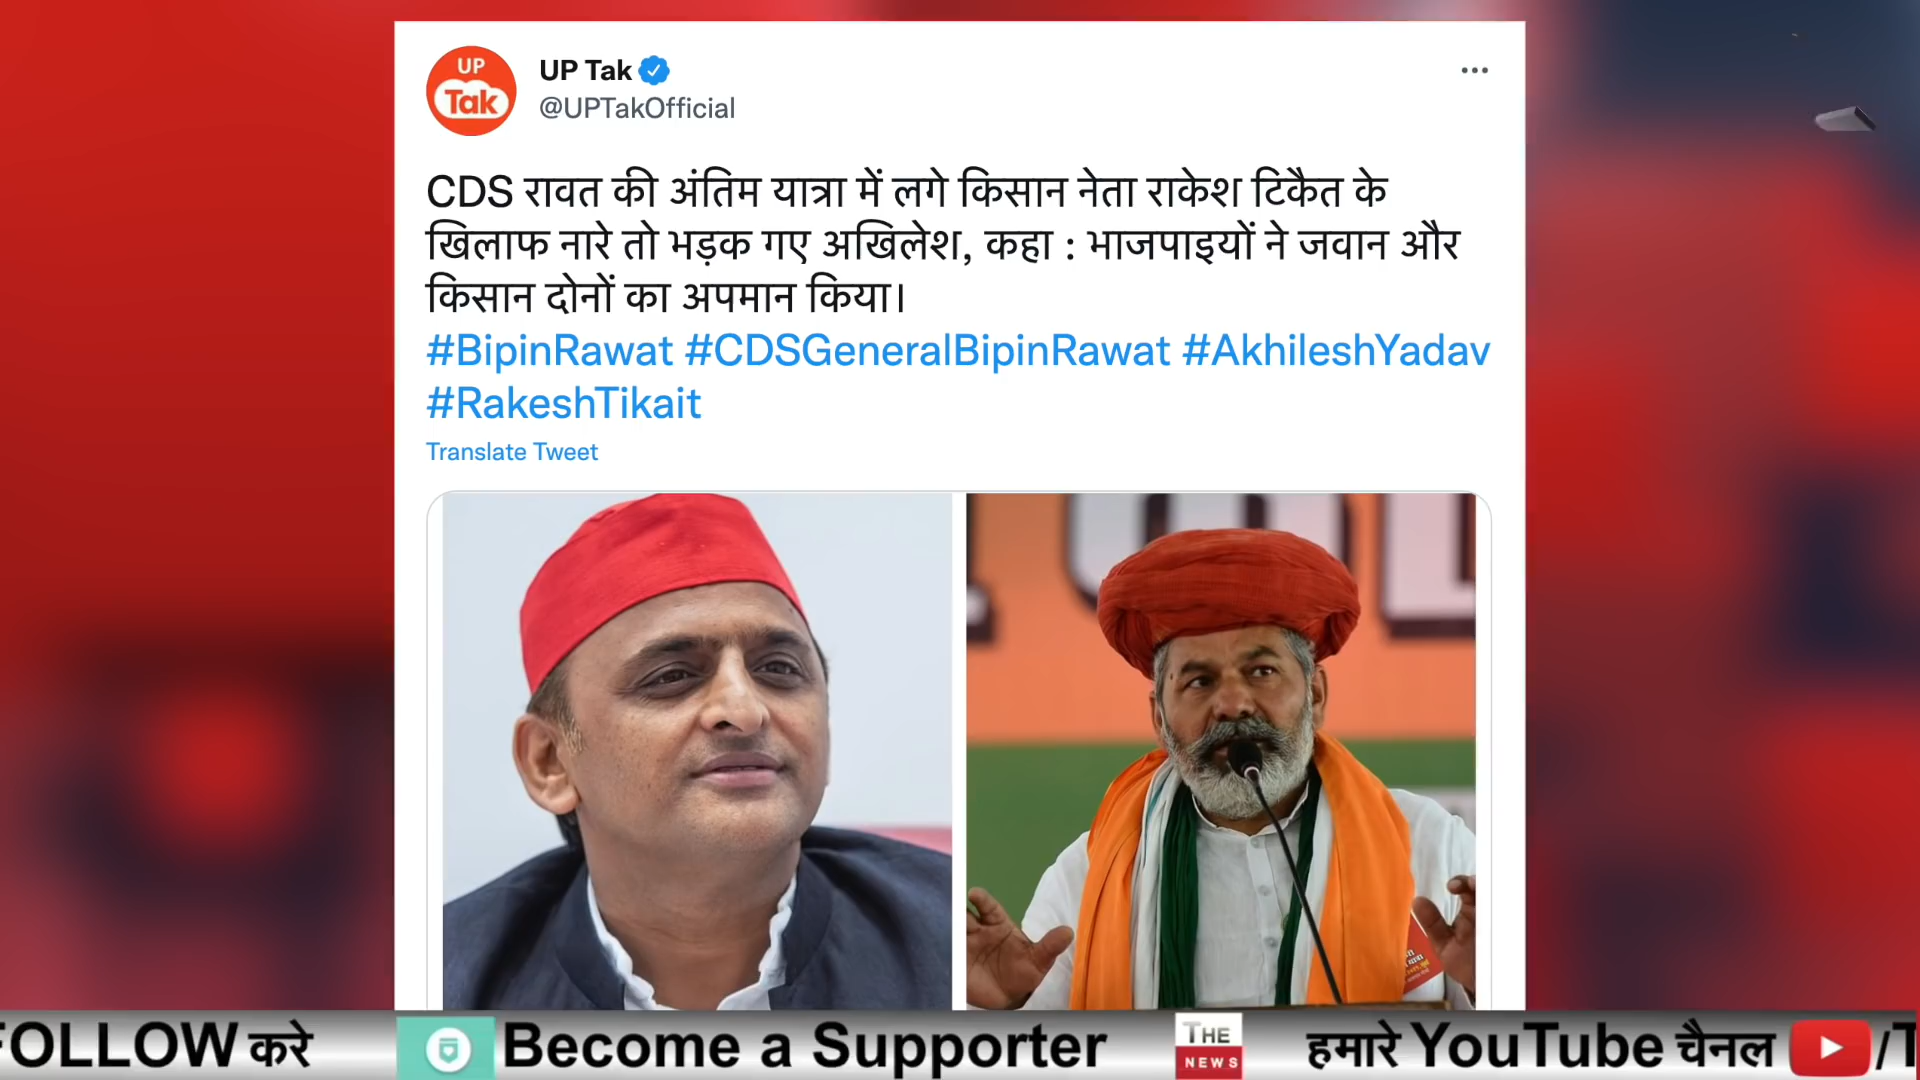 UP
Tak
UP Tak
@UPTakOfficial
CDS रावत की अंतिम यात्रा में लगे किसान नेता राकेश टिकैत के
खिलाफ नारे तो भड़क गए अखिलेश, कहा : भाजपाइयों ने जवान और
किसान दोनों का अपमान किया।
#BipinRawat #CDSGeneralBipinRawat #AkhileshYadav
#RakeshTikait
Translate Tweet
FOLLOW करे
Become a Supporter
THE
NEWS
हमारे YouTube चैनल
/T